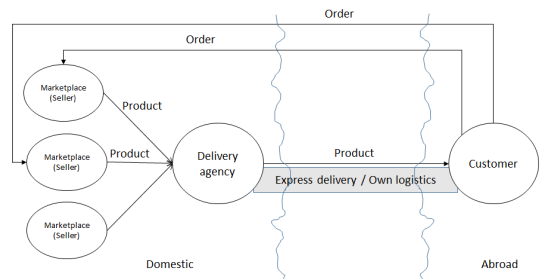 Order
Order
Marketplace
(Seller)
Product
Marketplace
(Seller)
Product
Delivery
agency
Product
Customer
Express delivery / Own logistics
Marketplace
(Seller)
Domestic
Abroad